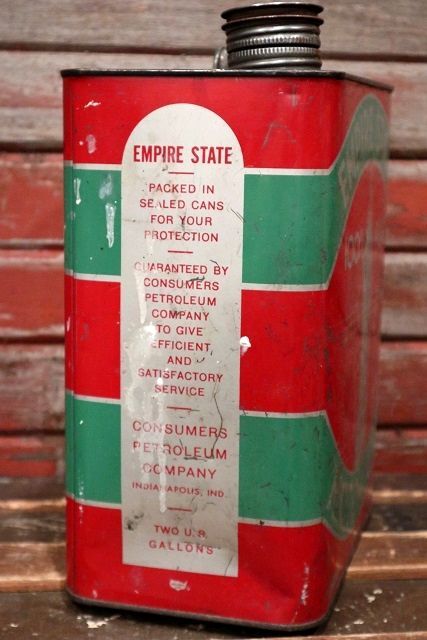 EMPIRE STATE
PACKED IN
SEALED CANS
FOR YOUR
PROTECTION
GUARANTEED BY
CONSUMERS
PETROLEUM
COMPANY
TO GIVE
EFFICIENT
AND
SATISFACTORY
SERVICE
CONSUMERS
PETROLEUM
COMPANY
INDIANAPOLIS, IND.
TWO U.S.
GALLONS